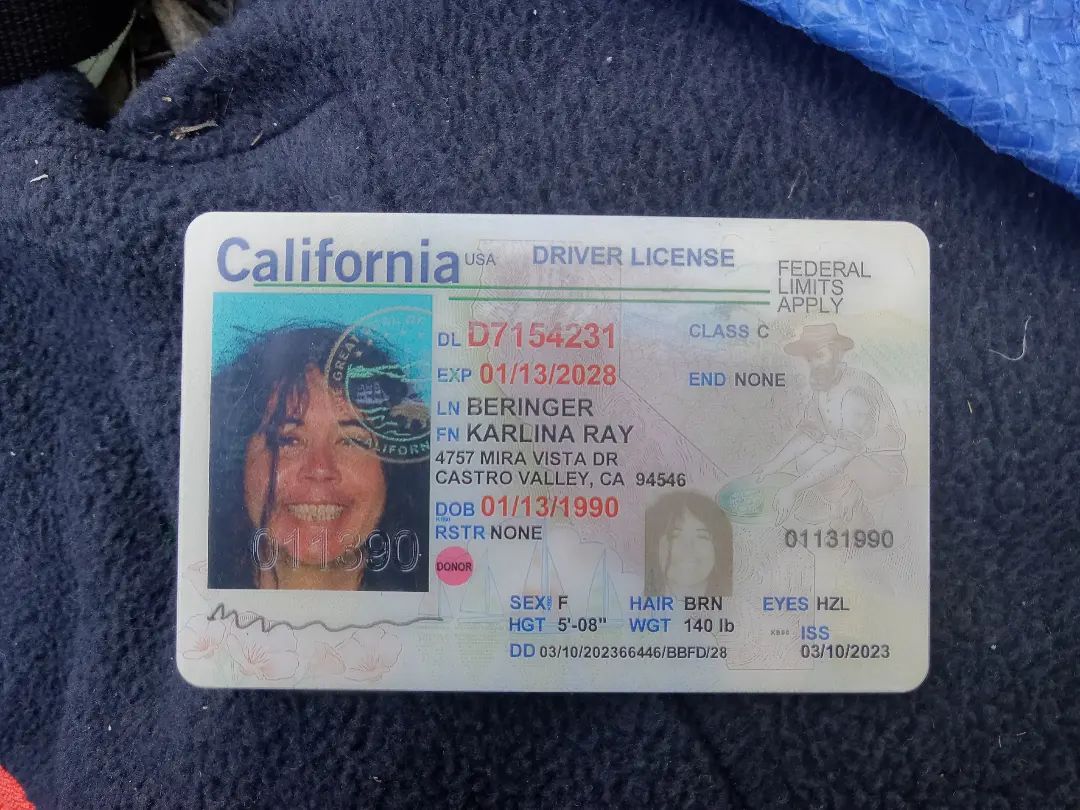 California USA DRIVER LICENSE
FEDERAL
LIMITS
APPLY
DL D7154231
CLASS C
EXP 01/13/2028
END NONE
LN BERINGER
FN KARLINA RAY
4757 MIRA VISTA DR
CASTRO VALLEY, CA 94546
DOB 01/13/1990
RSTR NONE
DONOR
011390
01131990
SEX F HAIR BRN EYES HZL
HGT 5'-08" WGT 140 lb
ISS
DD 03/10/202366446/BBFD/28
03/10/2023